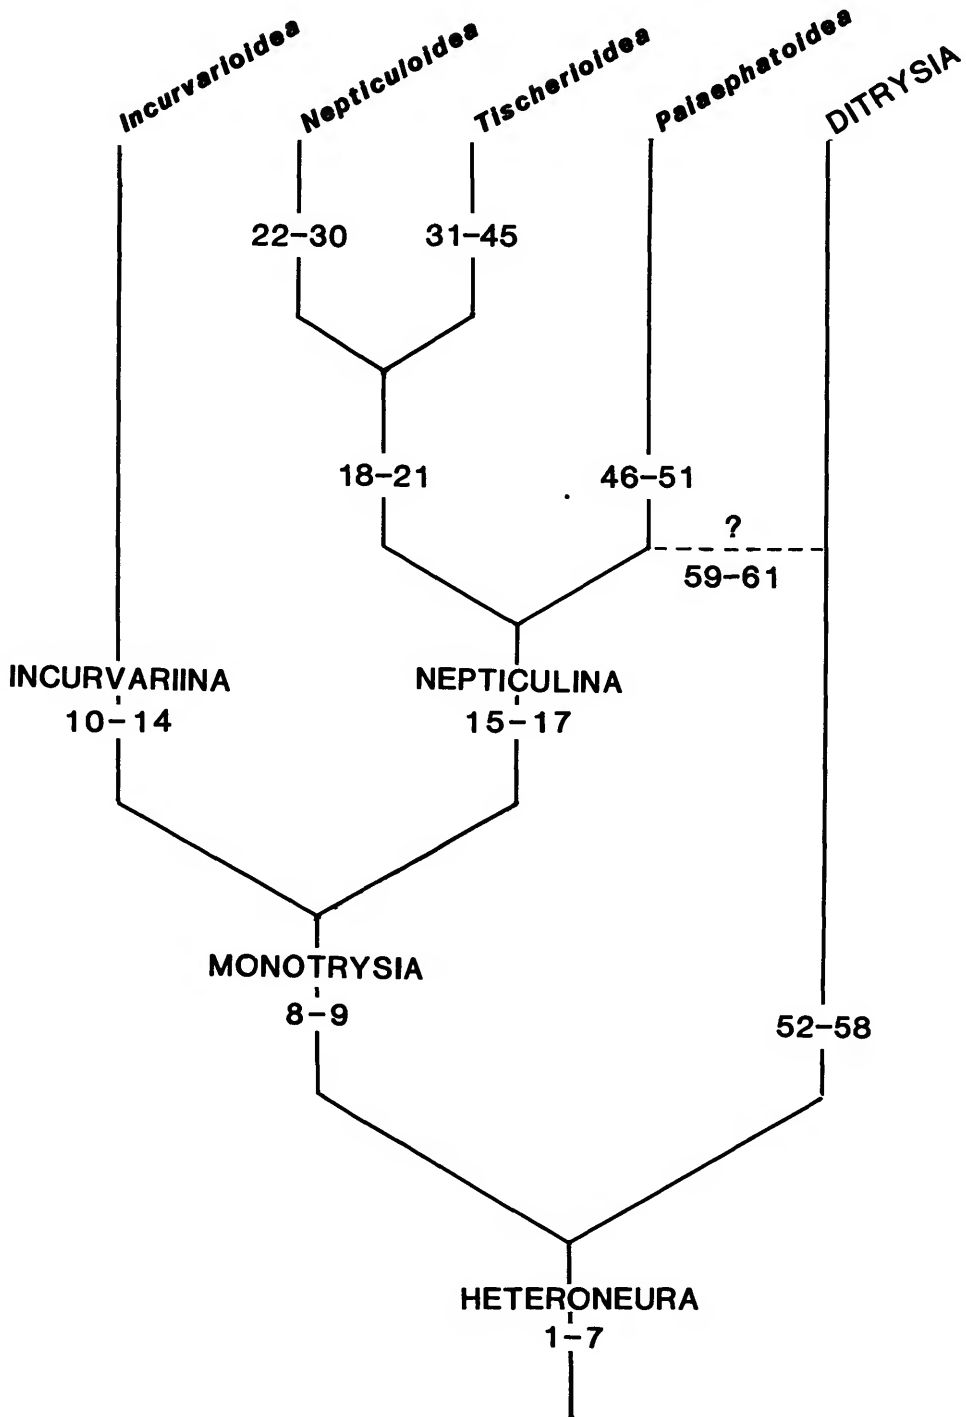 Incurvarioidea
Nepticuloidea
Tischerioidea
Palaephatoidea
DITRYSIA
22-30
31-45
18-21
46-51
?
59-61
INCURVARIINA
10-14
NEPTICULINA
15-17
MONOTRYSIA
8-9
52-58
HETERONEURA
1-7